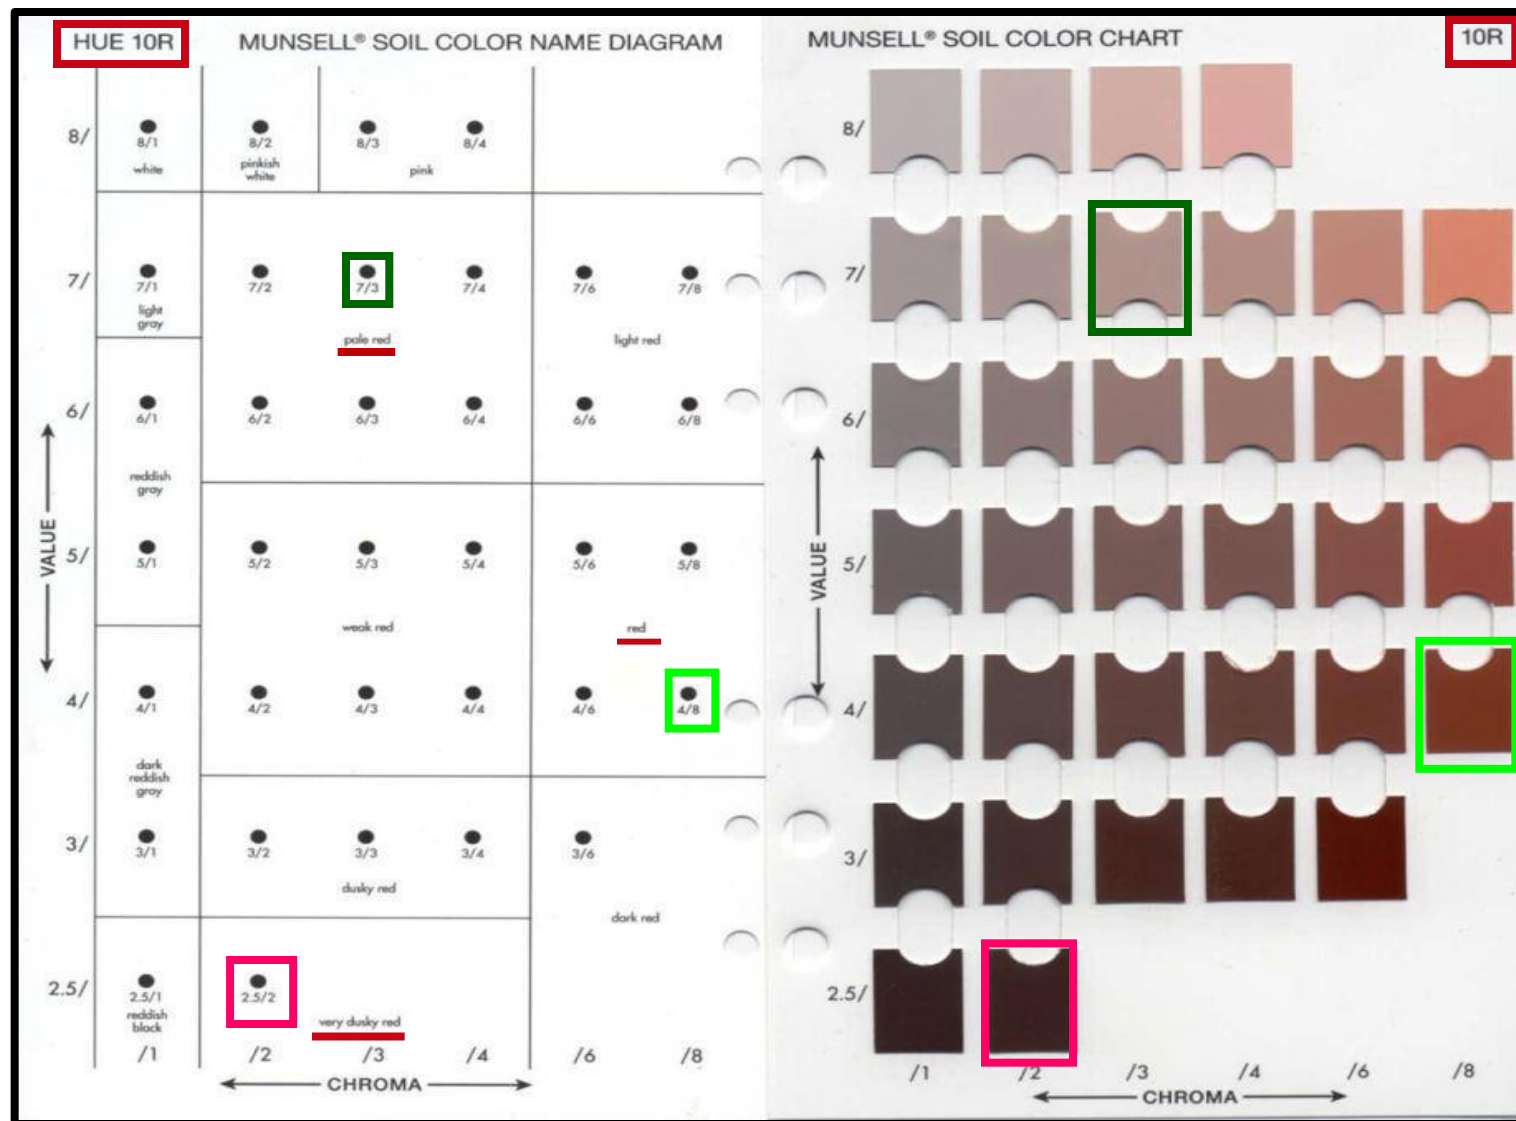 HUE 10R
MUNSELL® SOIL COLOR NAME DIAGRAM
8/
8/1
8/2
8/3
8/4
white
pinkish
white
pink
7/
7/1
7/2
7/3
7/4
7/6
7/8
light
gray
pale red
light red
6/
6/1
6/2
6/3
6/4
6/6
6/8
reddish
gray
VALUE
5/
5/1
5/2
5/3
5/4
5/6
5/8
weak red
red
4/
4/1
4/2
4/3
4/4
4/6
4/8
dark
reddish
gray
3/
3/1
3/2
3/3
3/4
3/6
dusky red
dark red
2.5/
2.5/1
2.5/2
reddish
black
very dusky red
/1
/2
/3
/4
/6
/8
CHROMA
MUNSELL® SOIL COLOR CHART
10R
8/
7/
6/
VALUE
5/
4/
3/
2.5/
/1
/2
/3
/4
/6
/8
CHROMA